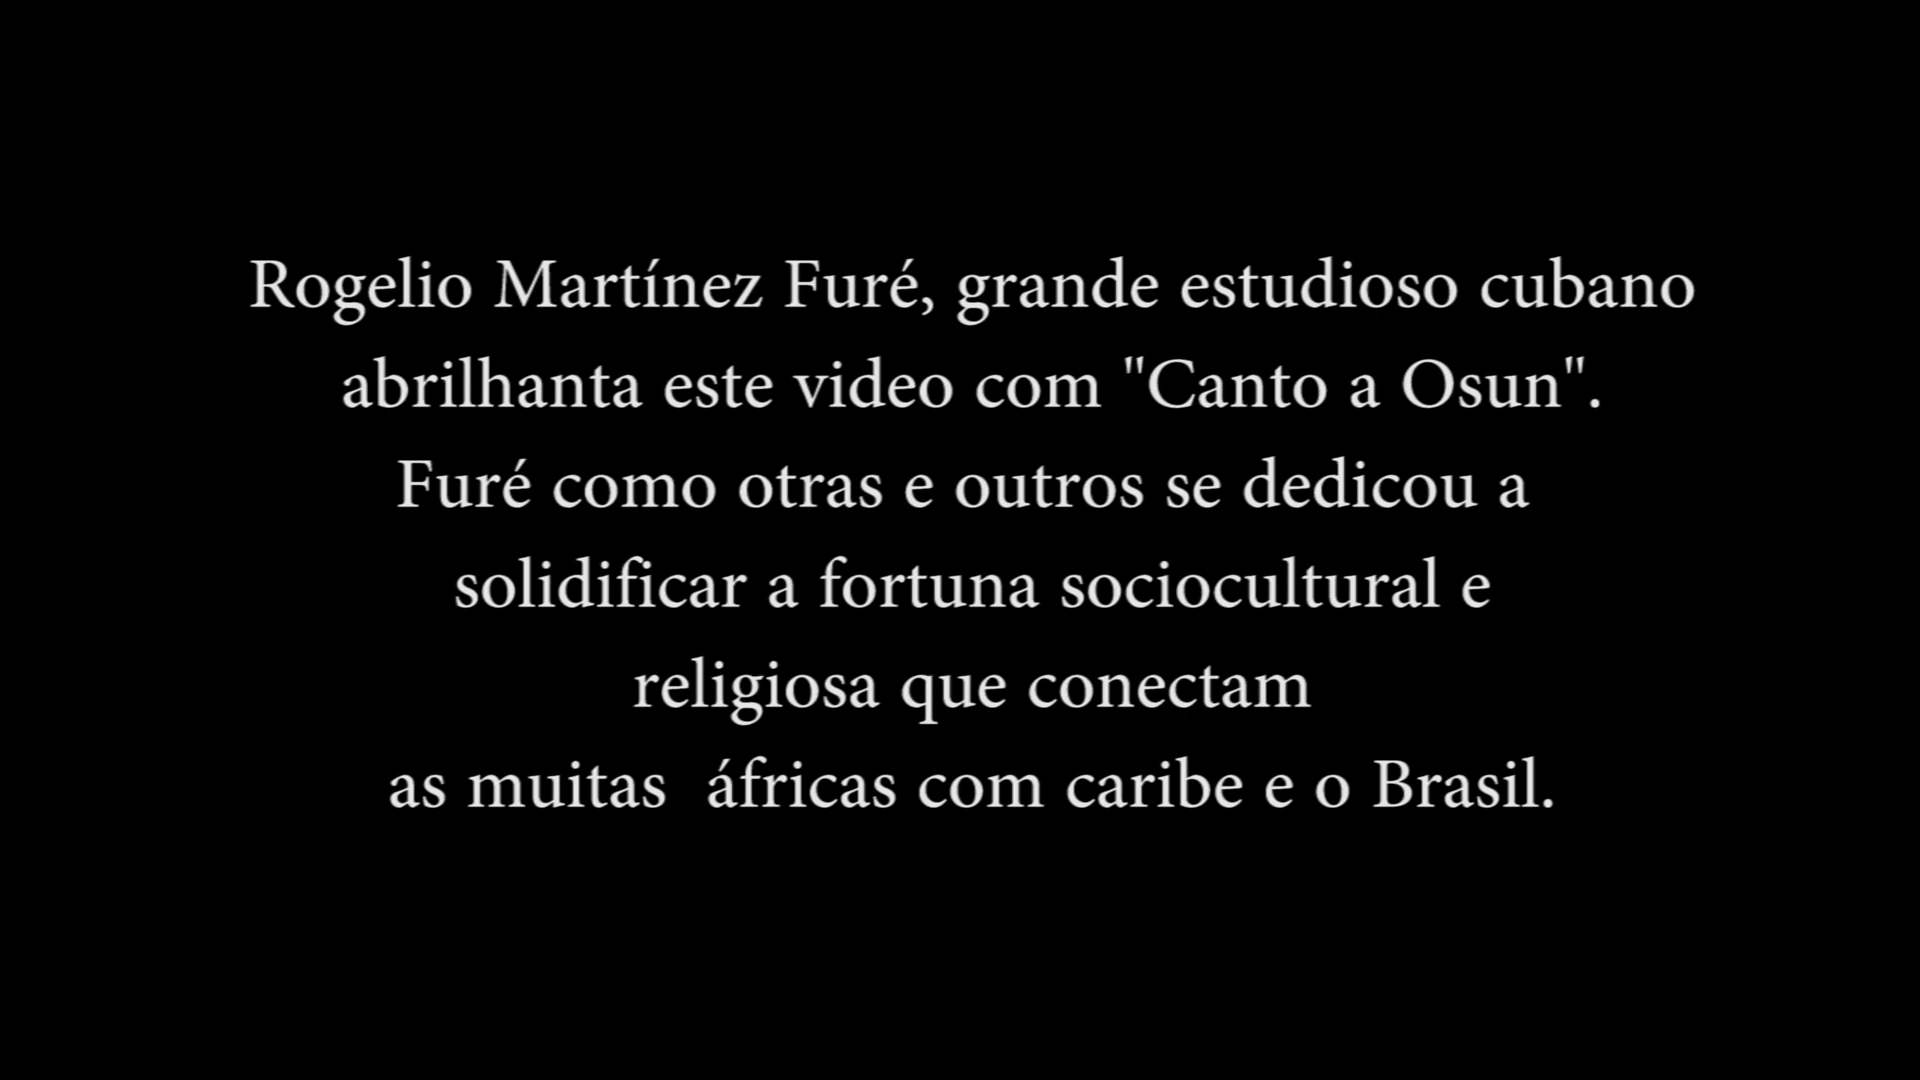 Rogelio Martínez Furé, grande estudioso cubano
abrilhanta este video com "Canto a Osun".
Furé como otras e outros se dedicou a
solidificar a fortuna sociocultural e
religiosa que conectam
as muitas  áfricas com caribe e o Brasil.